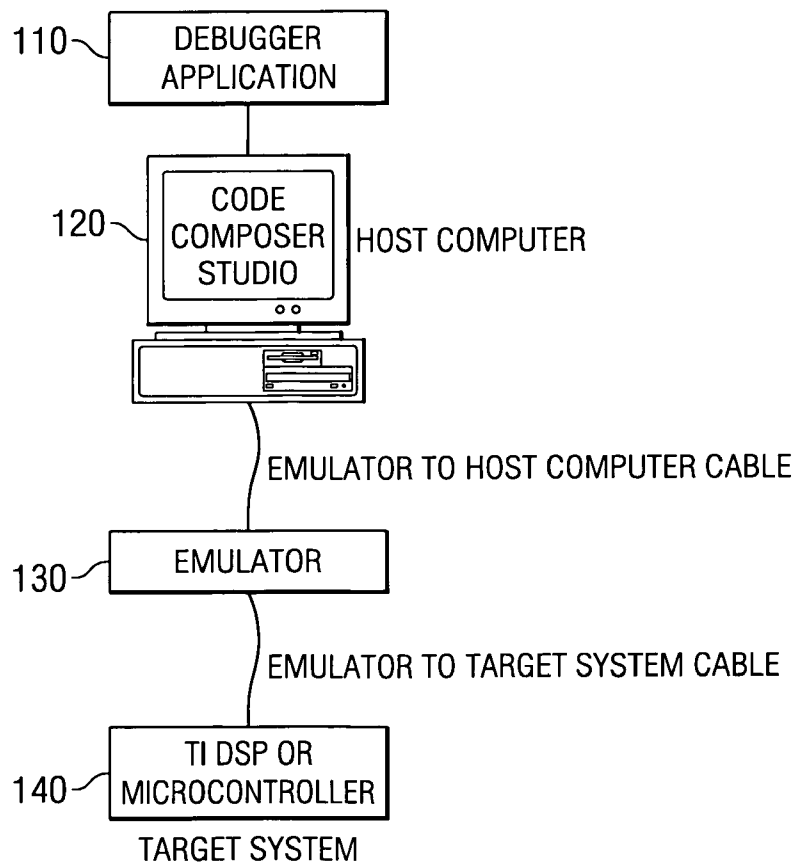 110
DEBUGGER
APPLICATION
120
CODE
COMPOSER
STUDIO
HOST COMPUTER
EMULATOR TO HOST COMPUTER CABLE
130
EMULATOR
EMULATOR TO TARGET SYSTEM CABLE
140
TI DSP OR
MICROCONTROLLER
TARGET SYSTEM